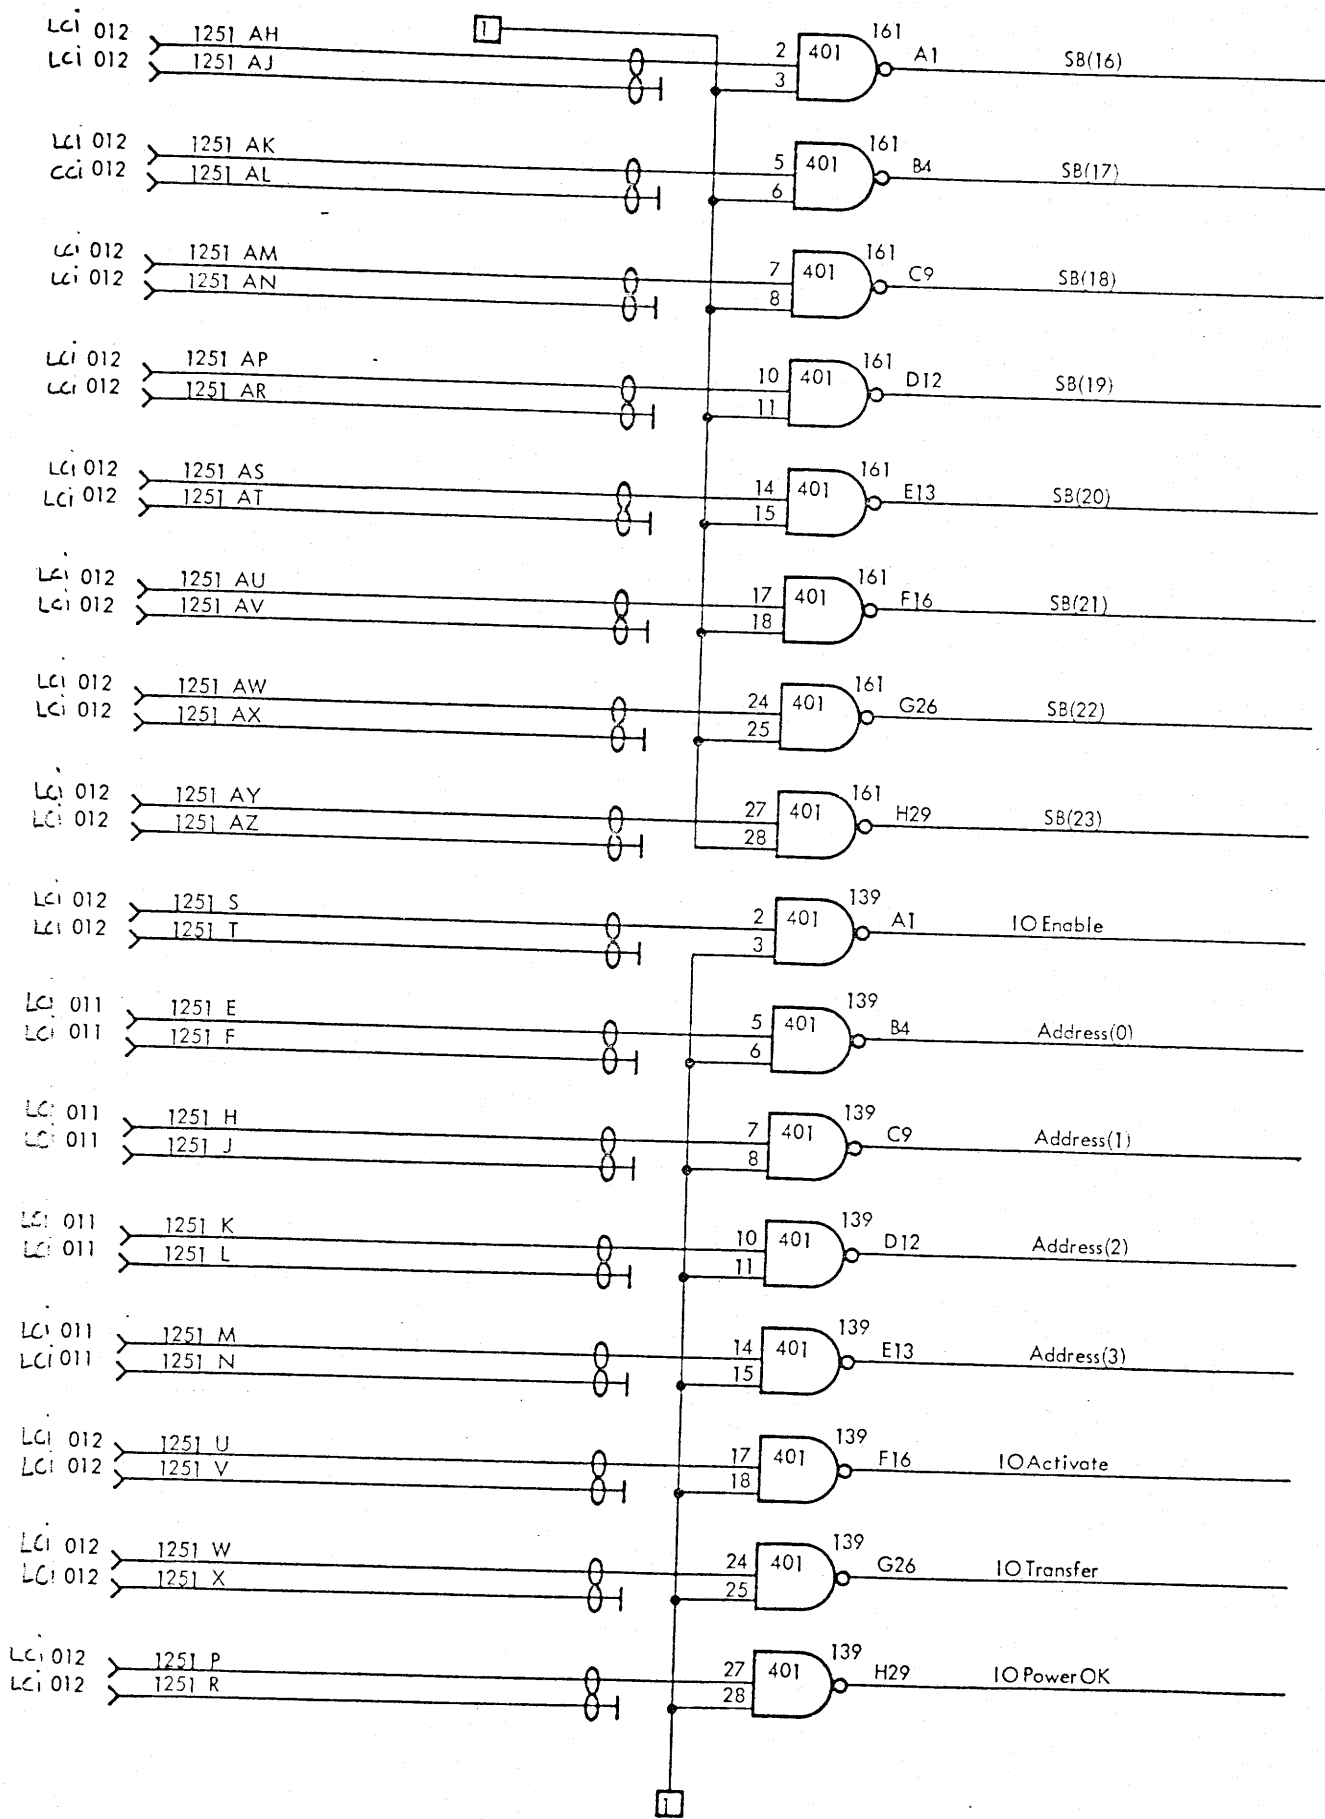 Lci 012 1251 AH 1 2 401 161 A1 SB(16)
Lci 012 1251 AJ 3
Lci 012 1251 AK 5 401 161 B4 SB(17)
cci 012 1251 AL 6
Lci 012 1251 AM 7 401 161 C9 SB(18)
Lci 012 1251 AN 8
Lci 012 1251 AP 10 401 161 D12 SB(19)
Lci 012 1251 AR 11
Lci 012 1251 AS 14 401 161 E13 SB(20)
Lci 012 1251 AT 15
Lci 012 1251 AU 17 401 161 F16 SB(21)
Lci 012 1251 AV 18
Lci 012 1251 AW 24 401 161 G26 SB(22)
Lci 012 1251 AX 25
Lci 012 1251 AY 27 401 161 H29 SB(23)
Lci 012 1251 AZ 28
Lci 012 1251 S 2 401 139 A1 IO Enable
Lci 012 1251 T 3
Lci 011 1251 E 5 401 139 B4 Address(0)
Lci 011 1251 F 6
Lci 011 1251 H 7 401 139 C9 Address(1)
Lci 011 1251 J 8
Lci 011 1251 K 10 401 139 D12 Address(2)
Lci 011 1251 L 11
Lci 011 1251 M 14 401 139 E13 Address(3)
Lci 011 1251 N 15
Lci 012 1251 U 17 401 139 F16 IO Activate
Lci 012 1251 V 18
Lci 012 1251 W 24 401 139 G26 IO Transfer
Lci 012 1251 X 25
Lci 012 1251 P 27 401 139 H29 IO Power OK
Lci 012 1251 R 28
1